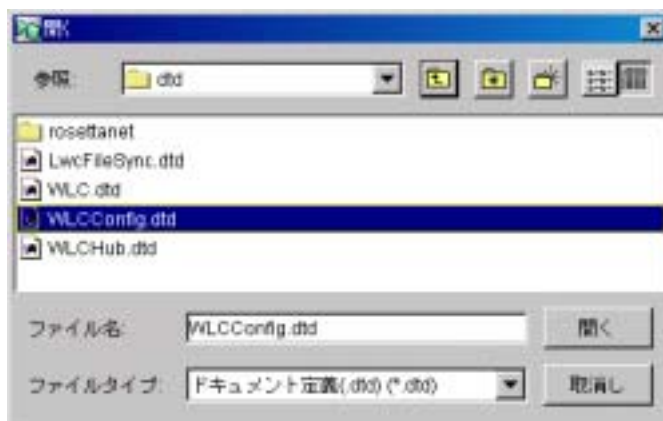 開く
参照: dtd
rosettanet
LwcFileSync.dtd
WLC.dtd
WLCConfig.dtd
WLCHub.dtd
ファイル名: WLCConfig.dtd 開く
ファイルタイプ: ドキュメント定義(.dtd) (*.dtd) 取消し